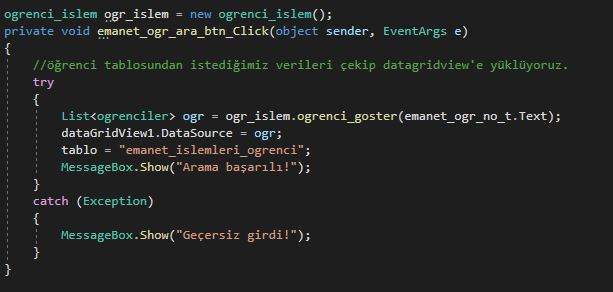 ogrenci_islem ogr_islem = new ogrenci_islem();
private void emanet_ogr_ara_btn_Click(object sender, EventArgs e)
{
//öğrenci tablosundan istediğimiz verileri çekip datagridview'e yüklüyoruz.
try
{
List<ogrenciler> ogr = ogr_islem.ogrenci_goster(emanet_ogr_no_t.Text);
dataGridView1.DataSource = ogr;
tablo = "emanet_islemleri_ogrenci";
MessageBox.Show("Arama başarılı!");
}
catch (Exception)
{
MessageBox.Show("Geçersiz girdi!");
}
}